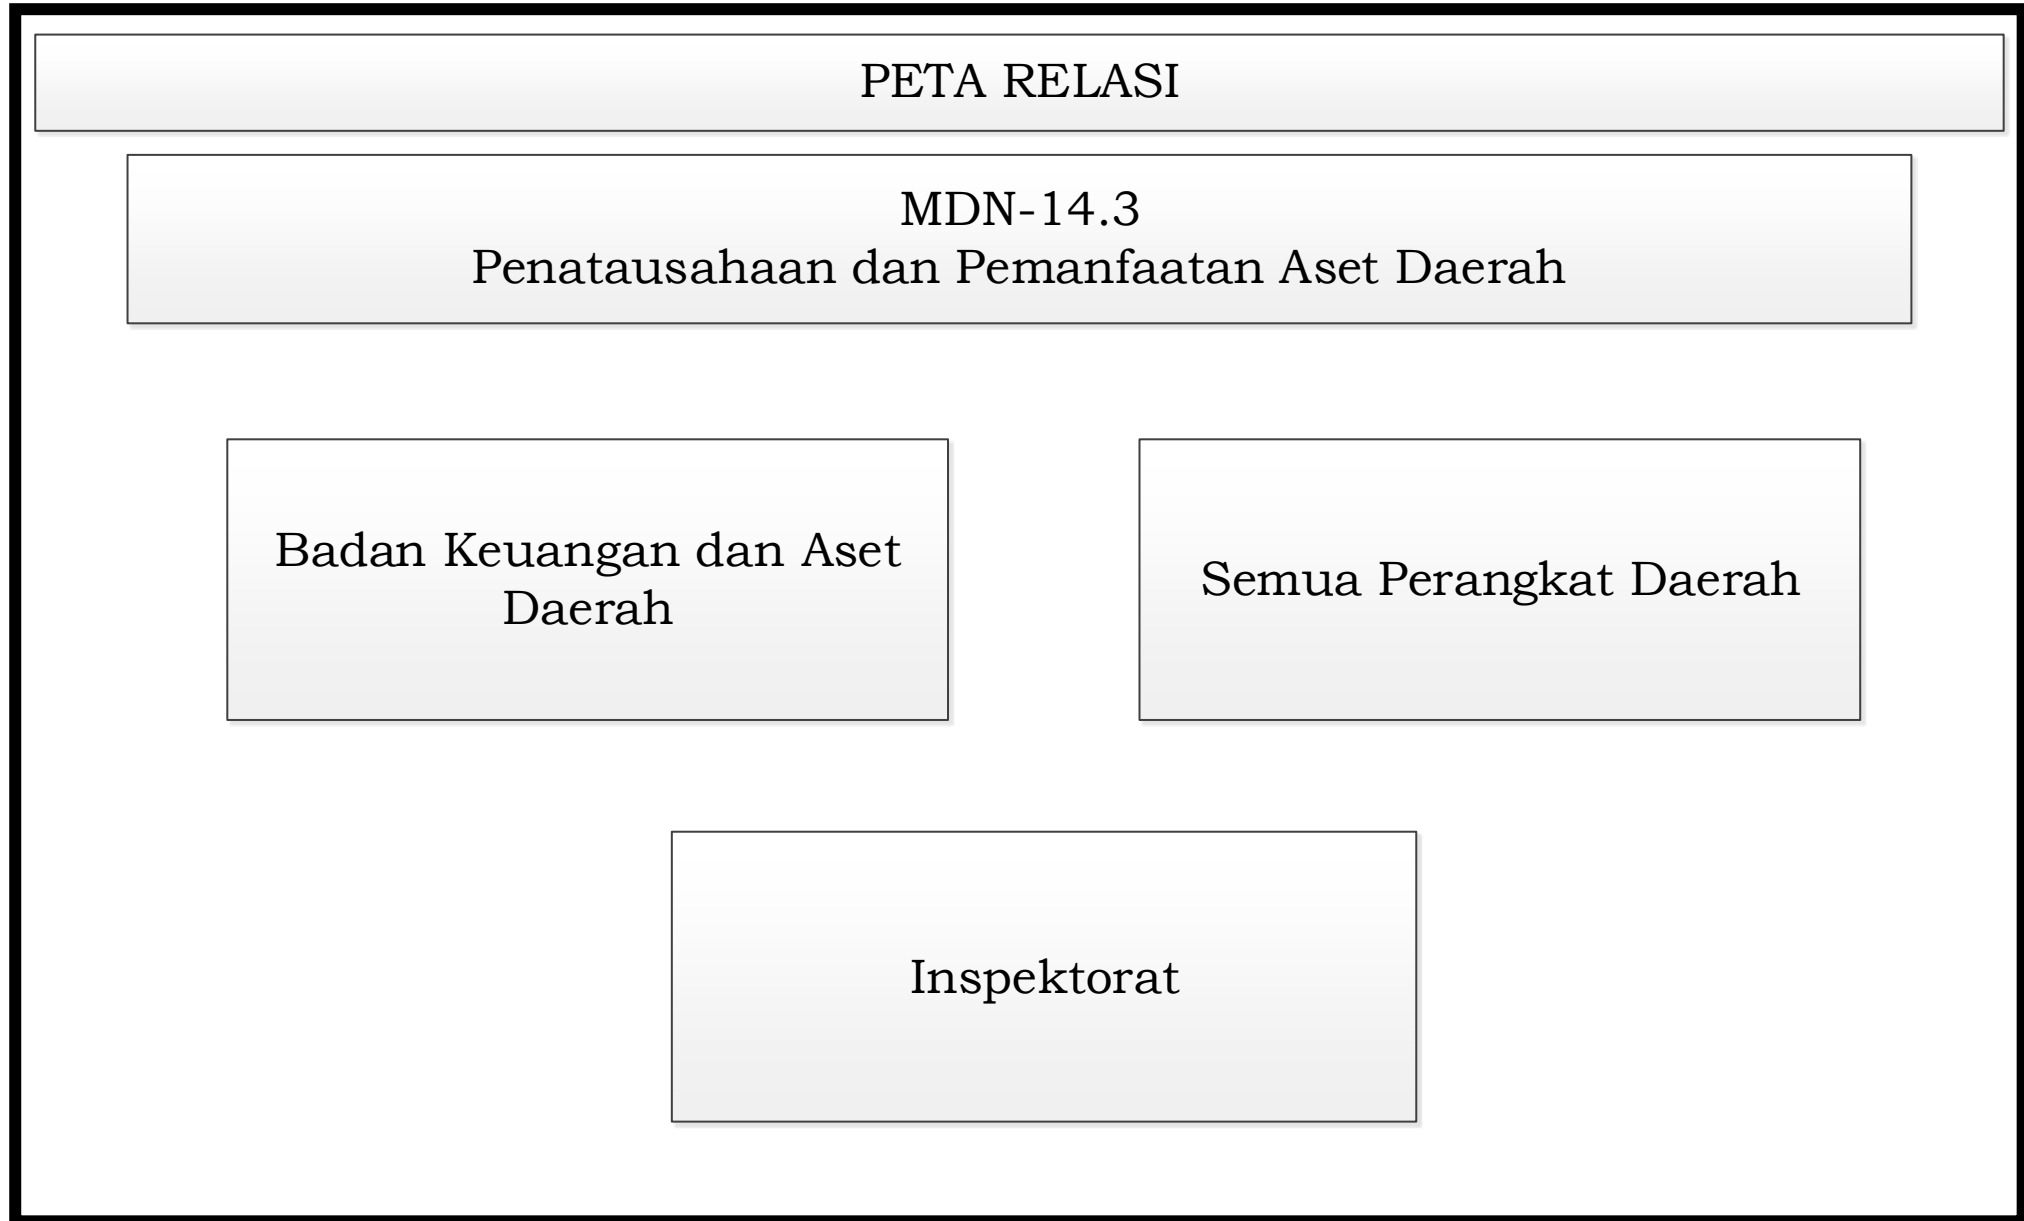 PETA RELASI
MDN-14.3
Penatausahaan dan Pemanfaatan Aset Daerah
Badan Keuangan dan Aset
Daerah
Semua Perangkat Daerah
Inspektorat